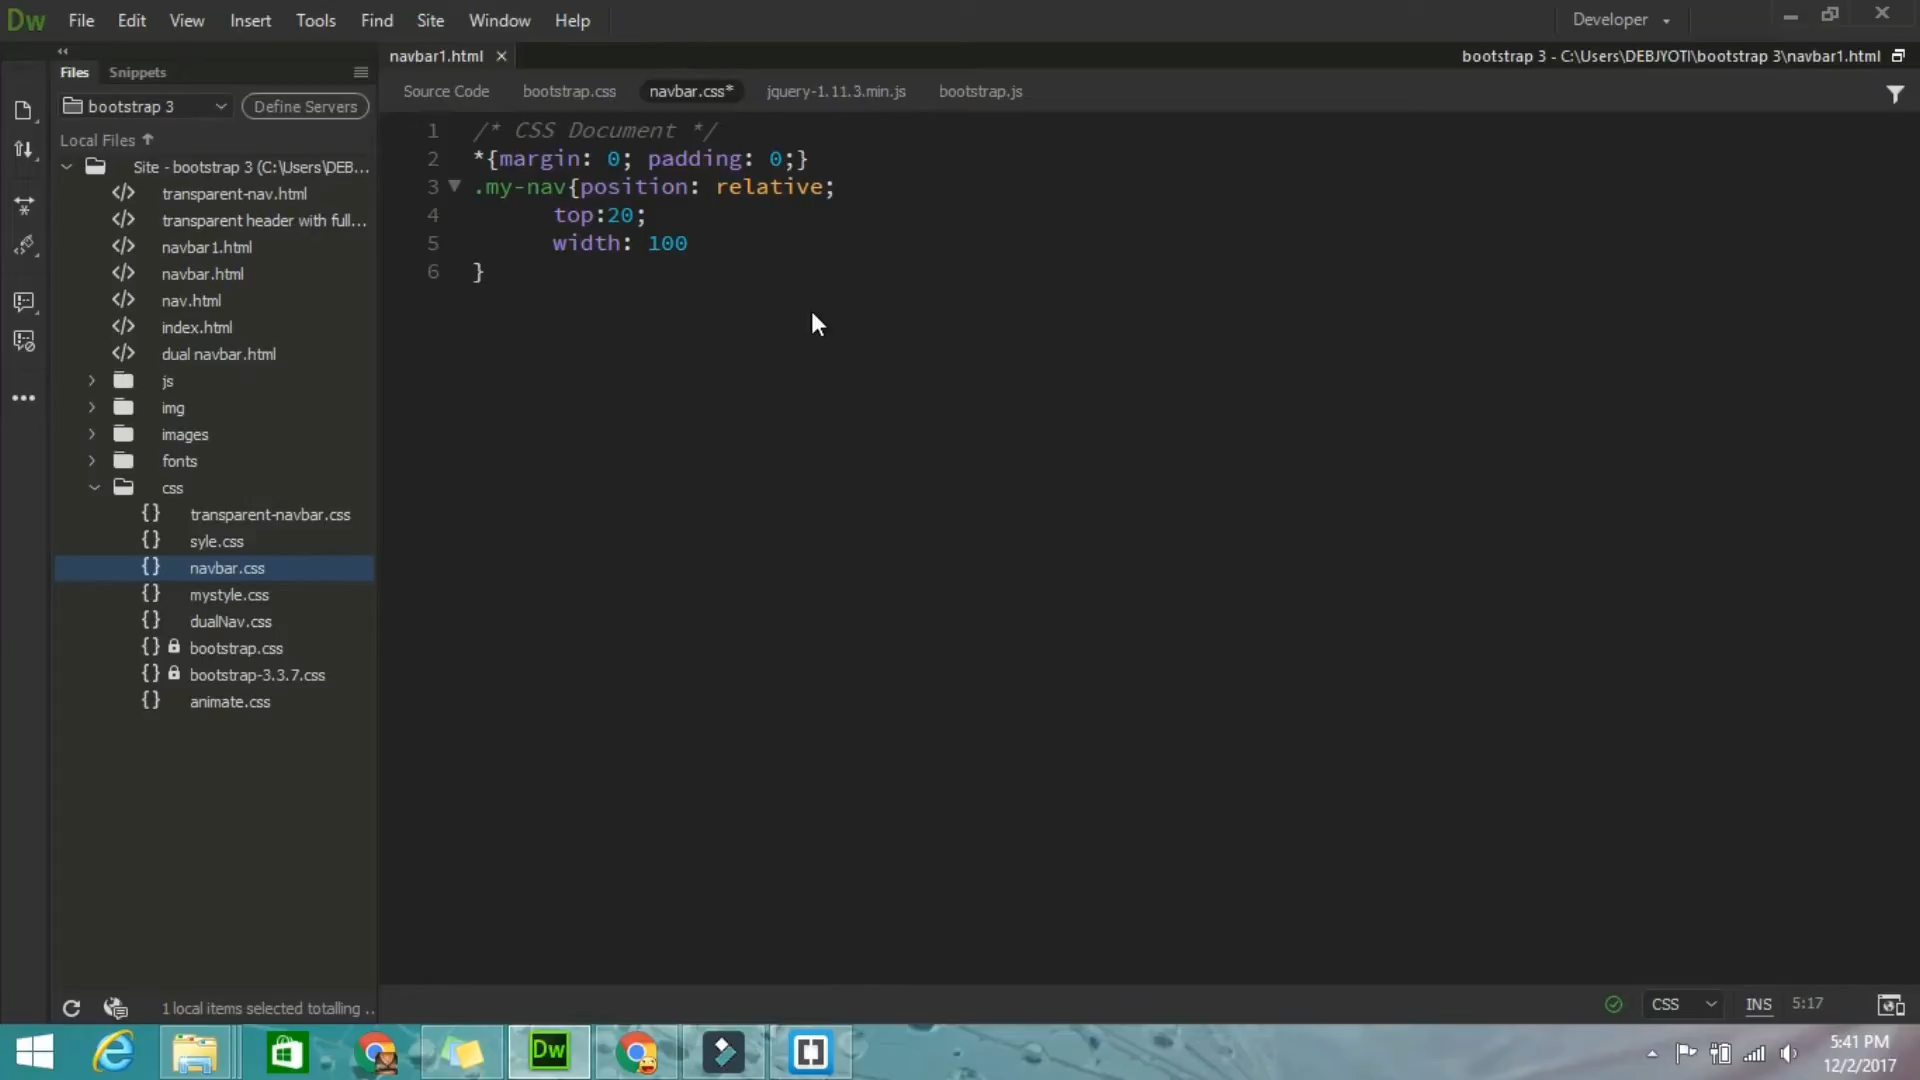 Dw File Edit View Insert Tools Find Site Window Help Developer
Files Snippets
navbar1.html
bootstrap 3 - C:\Users\DEBJYOTI\bootstrap 3\navbar1.html
bootstrap 3 Define Servers
Source Code bootstrap.css navbar.css* jquery-1.11.3.min.js bootstrap.js
Local Files
Site - bootstrap 3 (C:\Users\DEB...
transparent-nav.html
transparent header with full...
navbar1.html
navbar.html
nav.html
index.html
dual navbar.html
js
img
images
fonts
css
transparent-navbar.css
syle.css
navbar.css
mystyle.css
dualNav.css
bootstrap.css
bootstrap-3.3.7.css
animate.css
1 /* CSS Document */
2 *{margin: 0; padding: 0;}
3 .my-nav{position: relative;
4 top:20;
5 width: 100
6 }
1 local items selected totalling ..
CSS INS 5:17
Dw
5:41 PM
12/2/2017